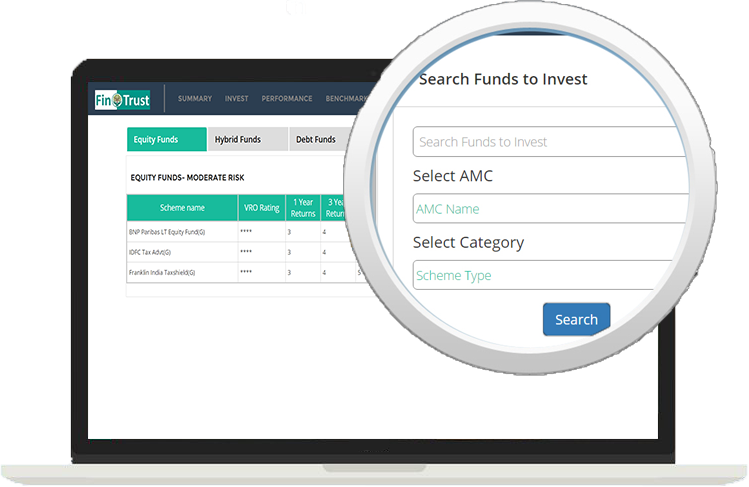 Fin Trust
SUMMARY INVEST PERFORMANCE BENCHMARK
Equity Funds Hybrid Funds Debt Funds
EQUITY FUNDS- MODERATE RISK
Scheme name VRO Rating 1 Year Returns 3
BNP Paribas LT Equity Fund(G) **** 3 4
IDFC Tax Advt(G) **** 3 4
Franklin India Taxshield(G) **** 3 4 5
Search Funds to Invest
Search Funds to Invest
Select AMC
AMC Name
Select Category
Scheme Type
Search